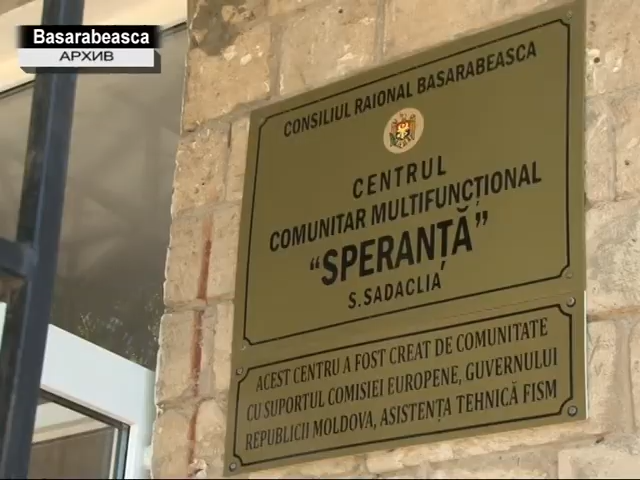 Basarabeasca
АРХИВ
CONSILIUL RAIONAL BASARABEASCA
CENTRUL
COMUNITAR MULTIFUNCȚIONAL
“SPERANȚĂ”
S. SADACLIA
ACEST CENTRU A FOST CREAT DE COMUNITATE
CU SUPORTUL COMISIEI EUROPENE, GUVERNULUI
REPUBLICII MOLDOVA, ASISTENȚA TEHNICĂ FISM